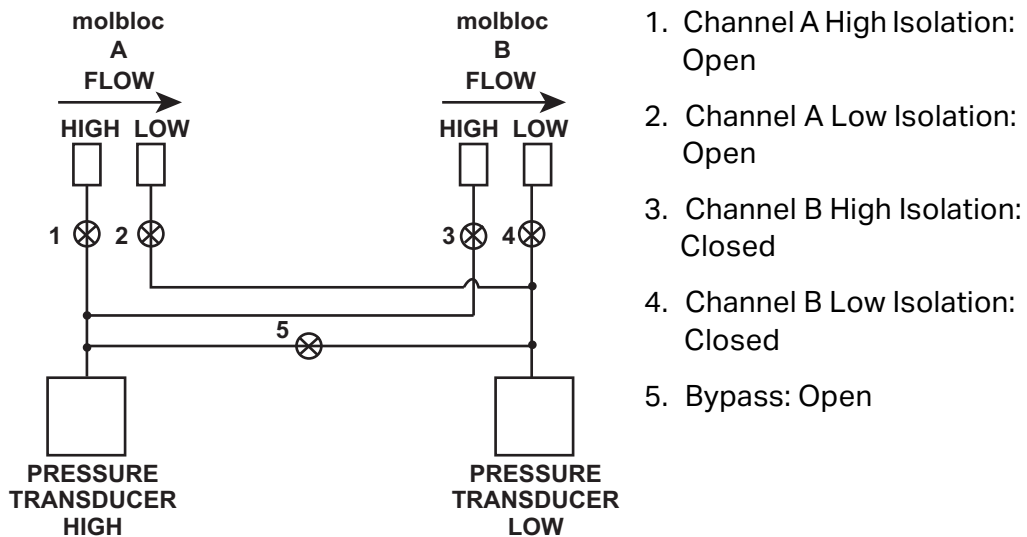 molbloc
A
FLOW
HIGH LOW
molbloc
B
FLOW
HIGH LOW
1
2
3
4
5
PRESSURE
TRANSDUCER
HIGH
PRESSURE
TRANSDUCER
LOW
1. Channel A High Isolation:
Open
2. Channel A Low Isolation:
Open
3. Channel B High Isolation:
Closed
4. Channel B Low Isolation:
Closed
5. Bypass: Open